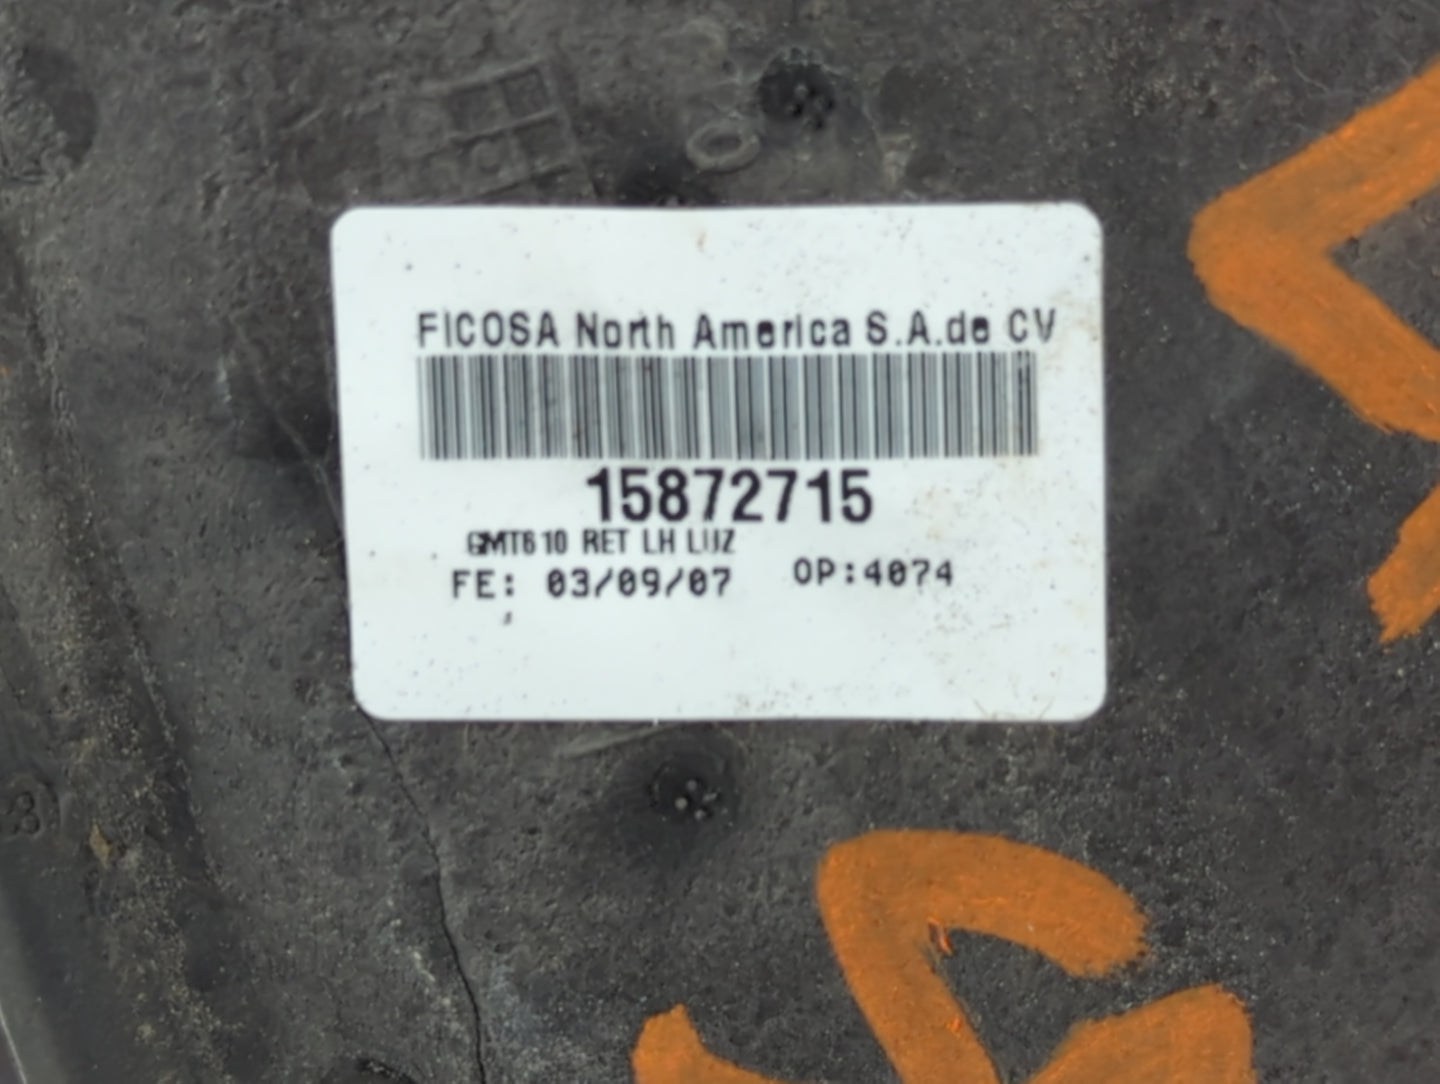 FICOSA North America S.A.de CV
15872715
GMT610 RET LH LUZ
FE: 03/09/07 OP:4074